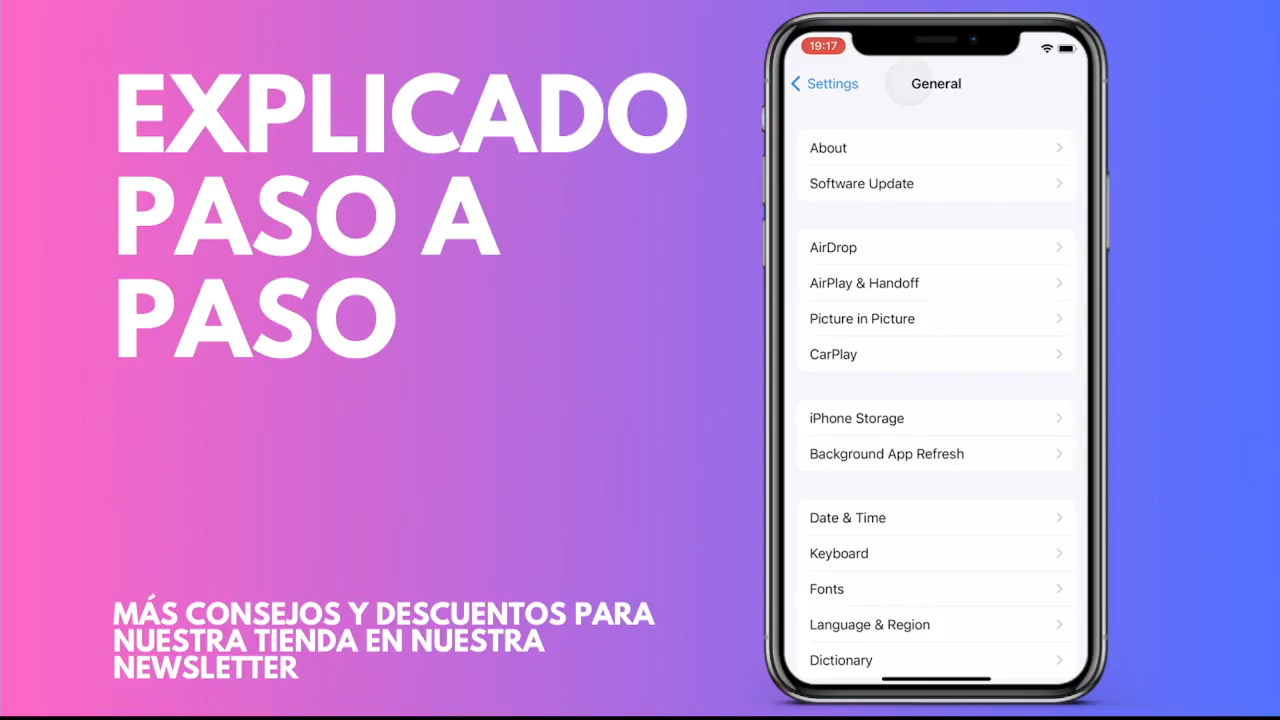 EXPLICADO
PASO A
PASO
MÁS CONSEJOS Y DESCUENTOS PARA
NUESTRA TIENDA EN NUESTRA
NEWSLETTER
19:17
Settings
General
About
Software Update
AirDrop
AirPlay & Handoff
Picture in Picture
CarPlay
iPhone Storage
Background App Refresh
Date & Time
Keyboard
Fonts
Language & Region
Dictionary